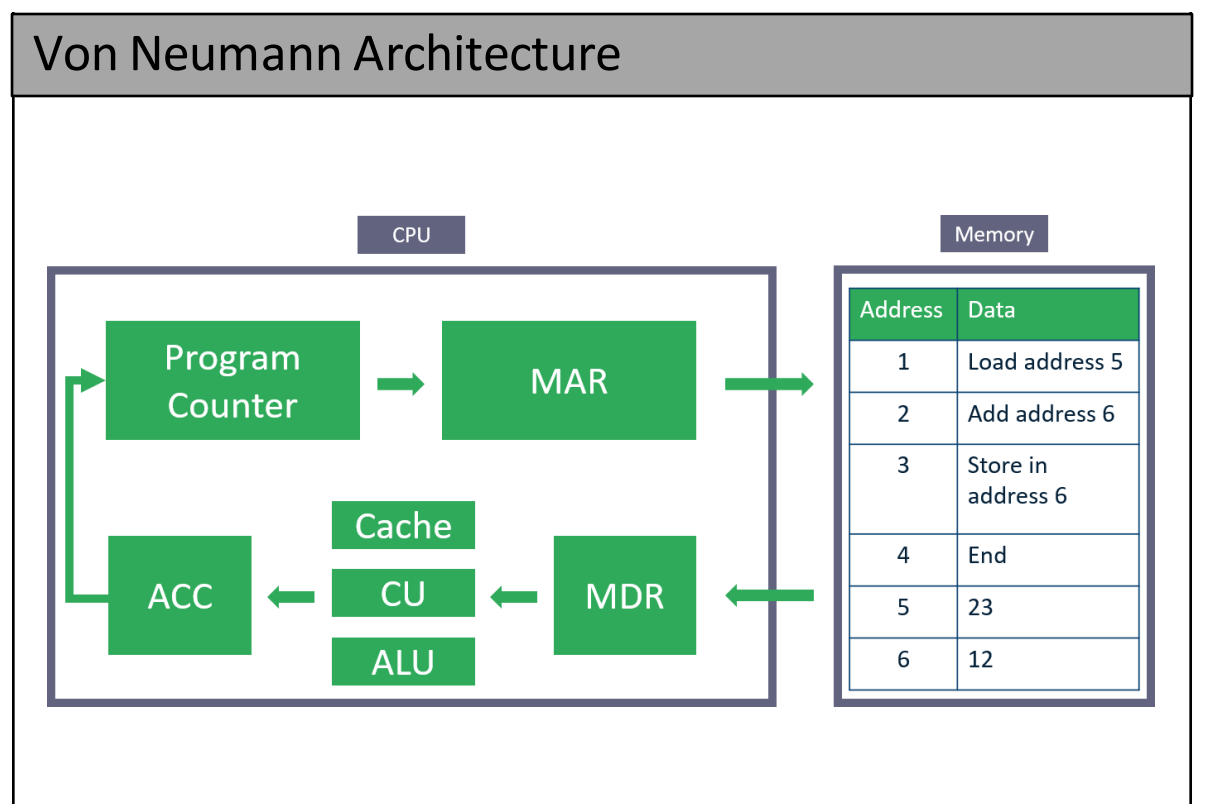 Von Neumann Architecture
CPU
Program
Counter
MAR
Cache
ACC
CU
MDR
ALU
Memory
Address Data
1 Load address 5
2 Add address 6
3 Store in
address 6
4 End
5 23
6 12